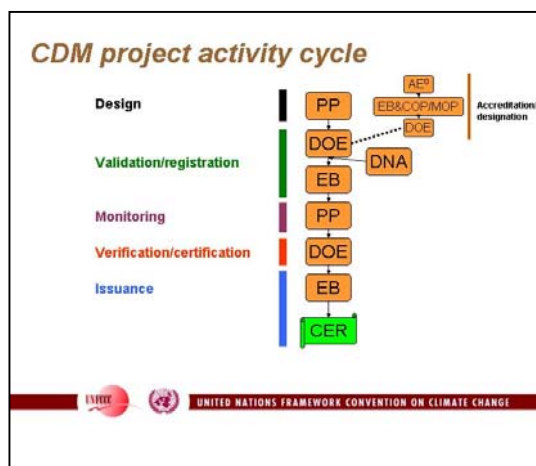 CDM project activity cycle
Design
PP
AE
EB&COP/MOP
DOE
Accreditation/
designation
Validation/registration
DOE
DNA
EB
Monitoring
PP
Verification/certification
DOE
Issuance
EB
CER
UNFCCC
UNITED NATIONS FRAMEWORK CONVENTION ON CLIMATE CHANGE